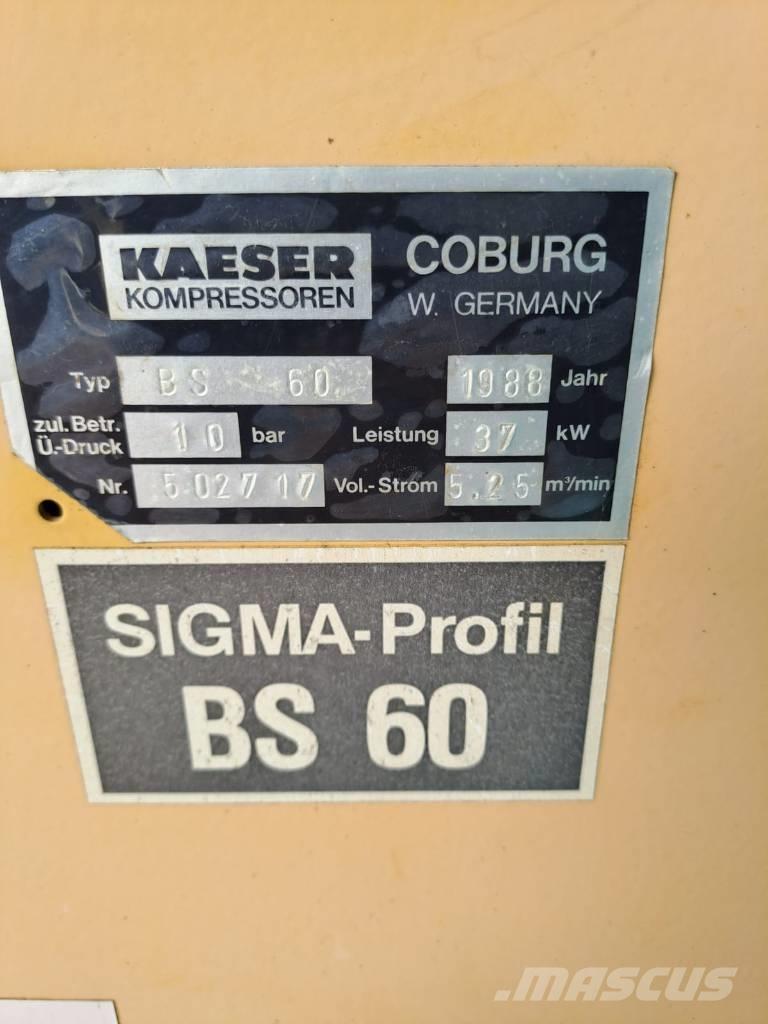 KAESER
KOMPRESSOREN
COBURG
W. GERMANY
Typ BS 60 1988 Jahr
zul. Betr.
Ü.-Druck 10 bar Leistung 37 kW
Nr. 502717 Vol.-Strom 5.25 m³/min
SIGMA-Profil
BS 60
MASCUS